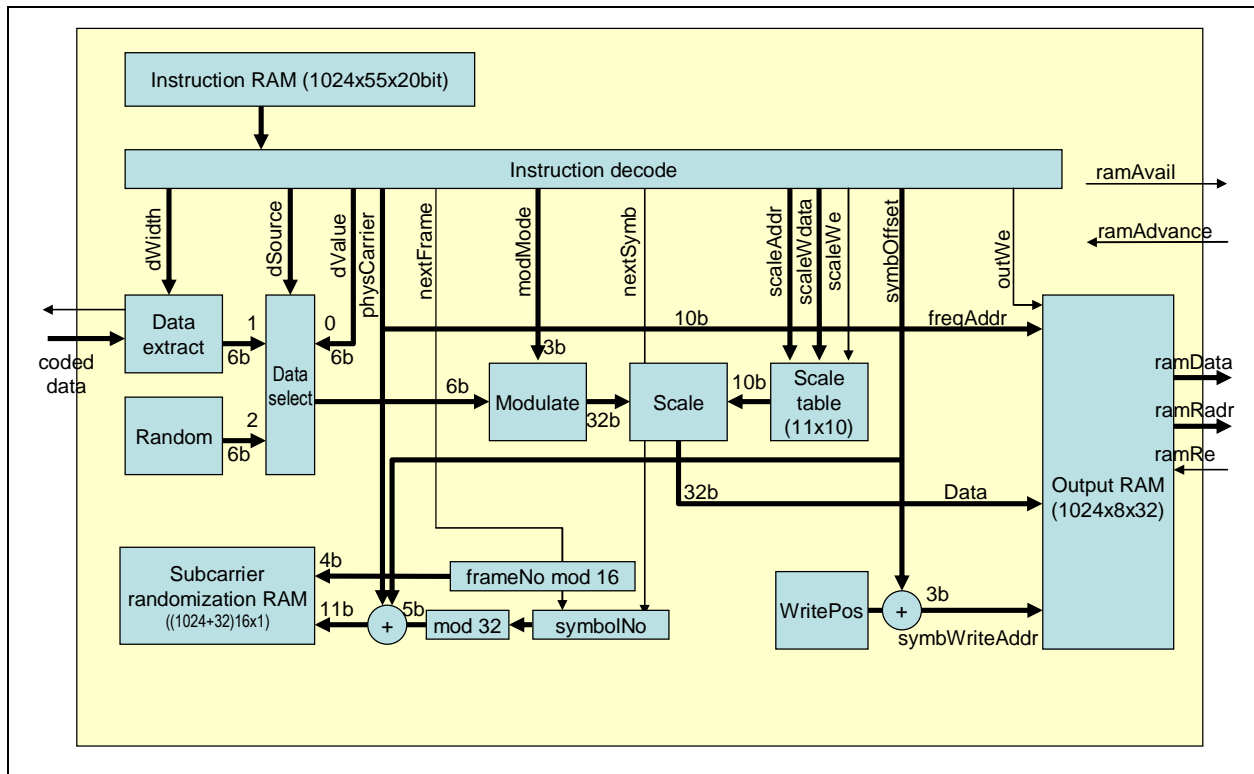 Instruction RAM (1024x55x20bit)
Instruction decode
ramAvail
ramAdvance
dWidth
dSource
dValue
physCarrier
nextFrame
modMode
nextSymb
scaleAddr
scaleWdata
scaleWe
symbOffset
outWe
coded
data
Data
extract
1
6b
0
6b
Data
select
Random
2
6b
10b
freqAddr
3b
6b
Modulate
32b
Scale
10b
Scale
table
(11x10)
ramData
ramRadr
ramRe
Output RAM
(1024x8x32)
32b
Data
Subcarrier
randomization RAM
((1024+32)16x1)
4b
frameNo mod 16
11b
+
5b
mod 32
symbolNo
WritePos
+
3b
symbWriteAddr